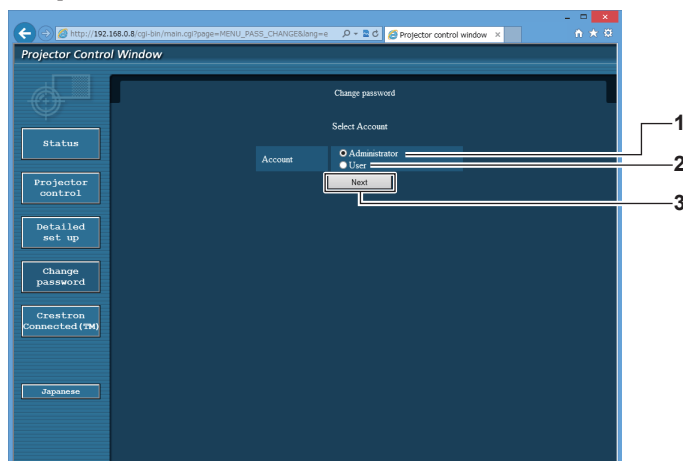 http://192.168.0.8/cgi-bin/main.cgi?page=MENU_PASS_CHANGE&lang=e
Projector control window
Projector Control Window
Change password
Select Account
Account
Administrator
User
Next
1
2
3
Status
Projector
control
Detailed
set up
Change
password
Crestron
Connected(TM)
Japanese